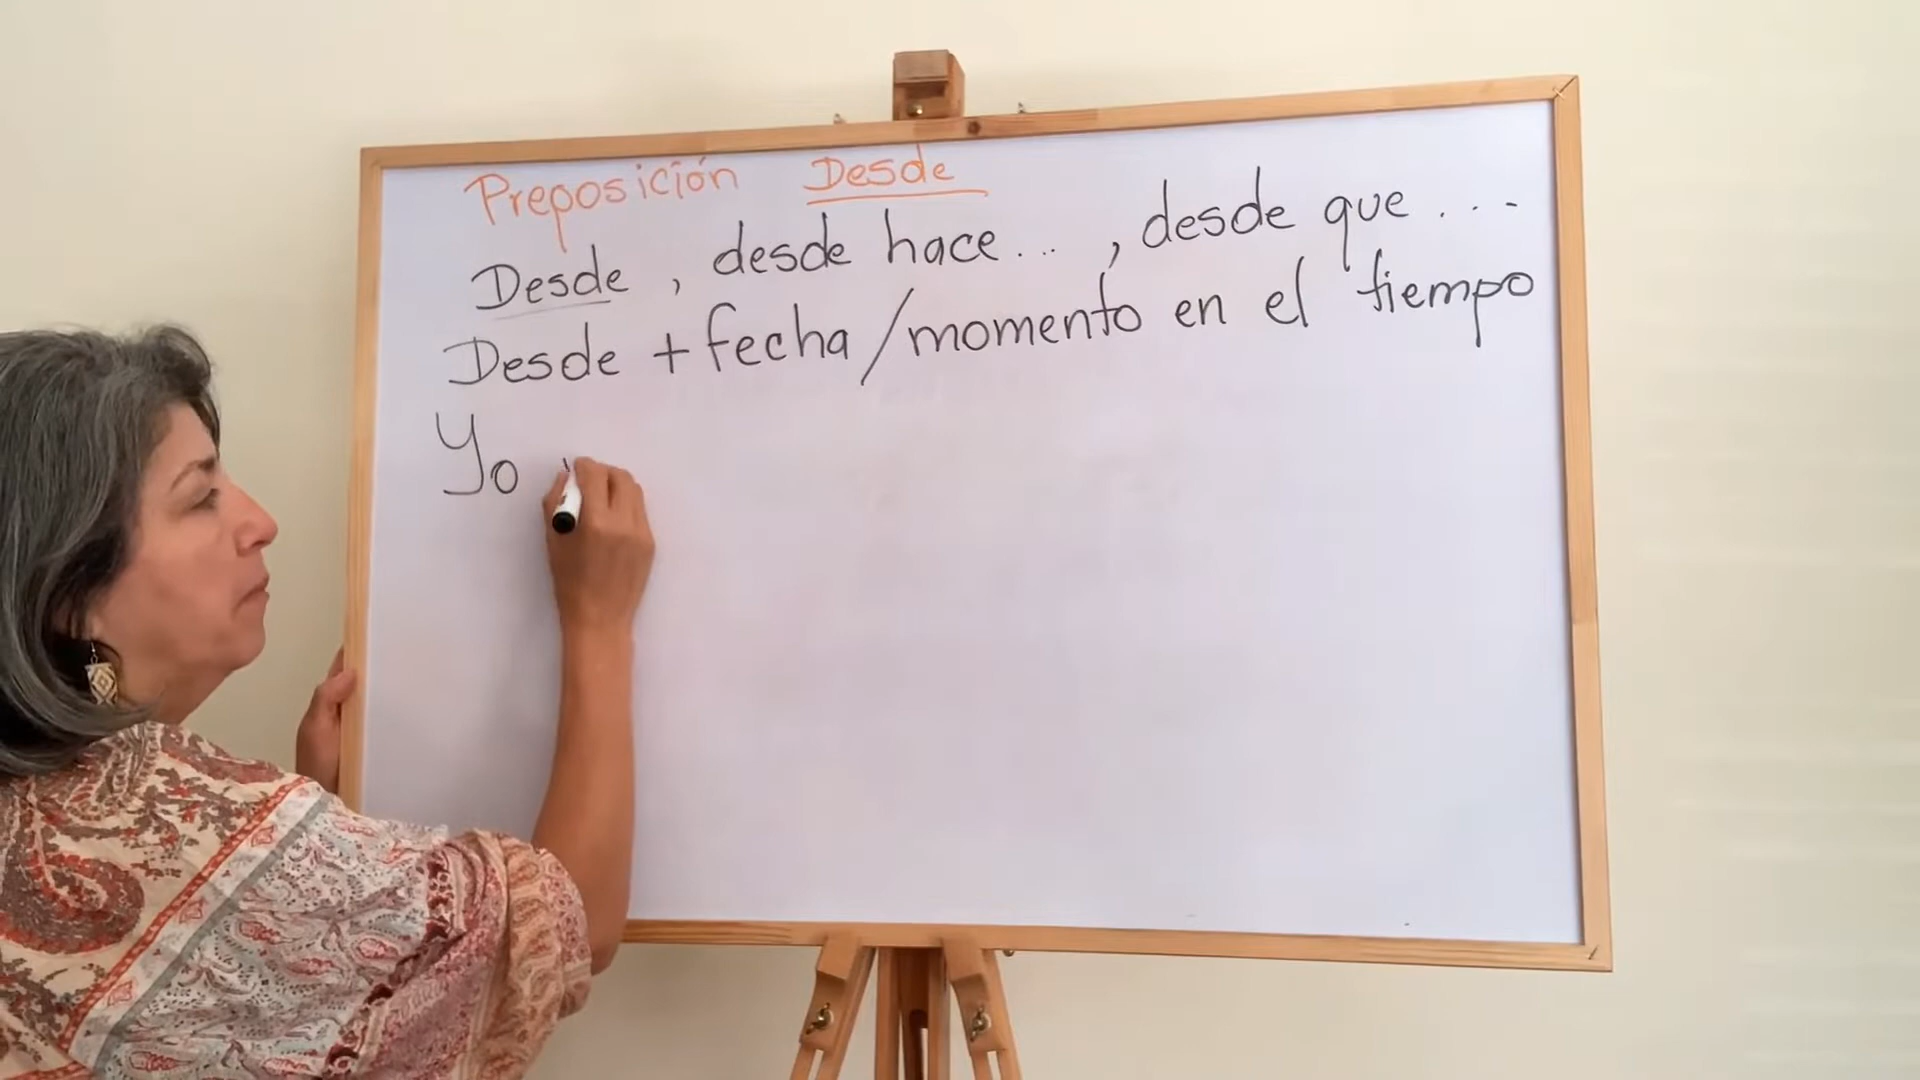 Preposición Desde
Desde, desde hace..., desde que...
Desde + fecha/momento en el tiempo
Yo